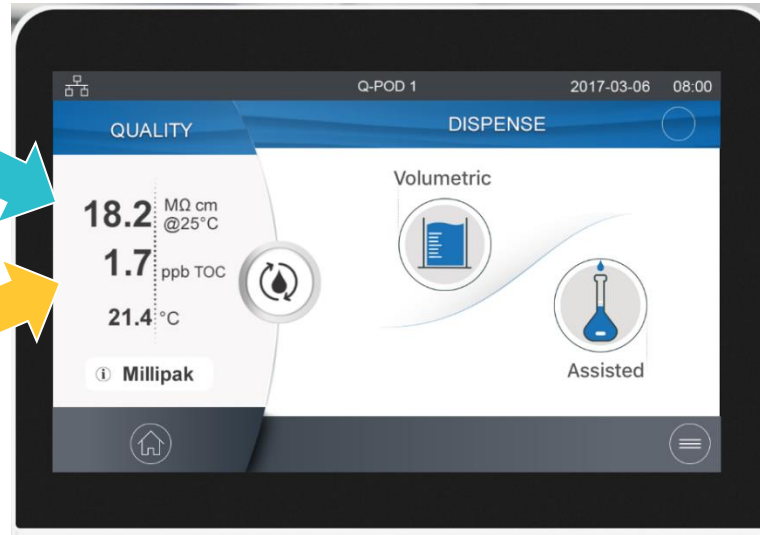 Q-POD 1 2017-03-06 08:00
QUALITY
DISPENSE
18.2 MΩ cm
@25°C
1.7 ppb TOC
21.4 °C
Millipak
Volumetric
Assisted